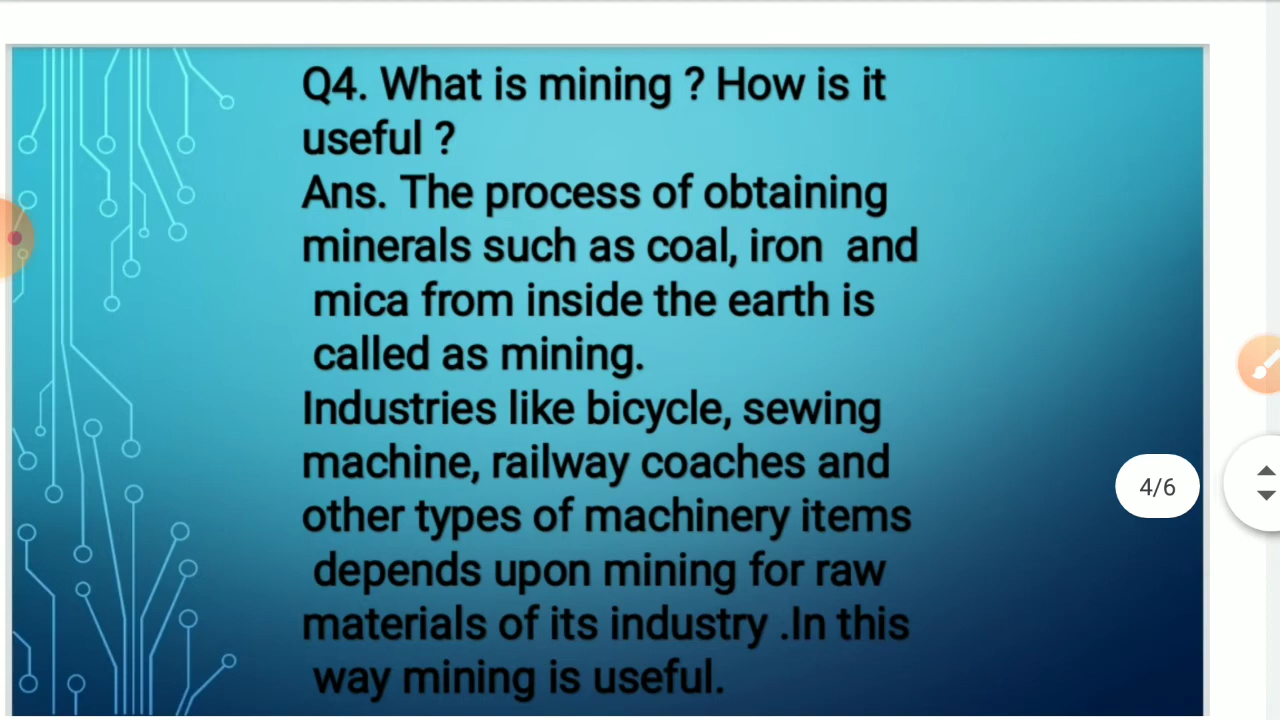 Q4. What is mining ? How is it
useful ?
Ans. The process of obtaining
minerals such as coal, iron and
mica from inside the earth is
called as mining.
Industries like bicycle, sewing
machine, railway coaches and
other types of machinery items
depends upon mining for raw
materials of its industry .In this
way mining is useful.
4/6